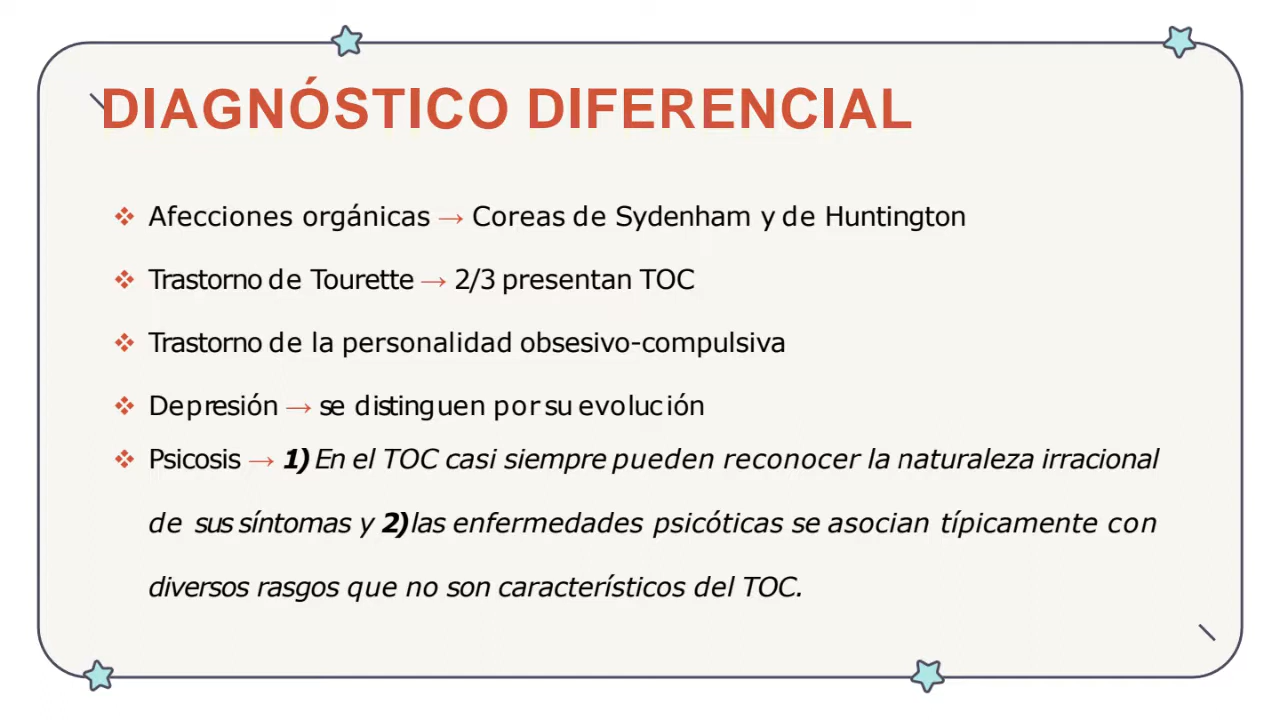 DIAGNÓSTICO DIFERENCIAL
❖ Afecciones orgánicas → Coreas de Sydenham y de Huntington
❖ Trastorno de Tourette → 2/3 presentan TOC
❖ Trastorno de la personalidad obsesivo-compulsiva
❖ Depresión → se distinguen por su evolución
❖ Psicosis → 1) En el TOC casi siempre pueden reconocer la naturaleza irracional
de sus síntomas y 2)las enfermedades psicóticas se asocian típicamente con
diversos rasgos que no son característicos del TOC.